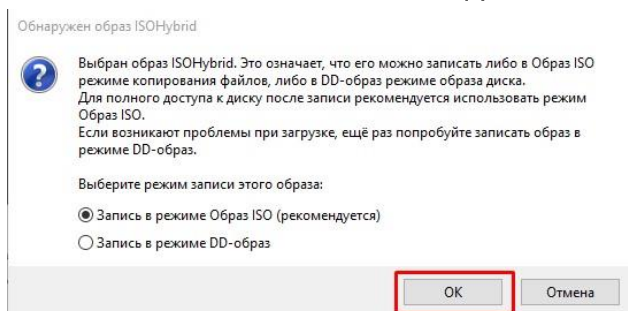 Обнаружен образ ISOHybrid
Выбран образ ISOHybrid. Это означает, что его можно записать либо в Образ ISO
режиме копирования файлов, либо в DD-образ режиме образа диска.
Для полного доступа к диску после записи рекомендуется использовать режим
Образ ISO.
Если возникают проблемы при загрузке, ещё раз попробуйте записать образ в
режиме DD-образ.
Выберите режим записи этого образа:
Запись в режиме Образ ISO (рекомендуется)
Запись в режиме DD-образ
ОК
Отмена